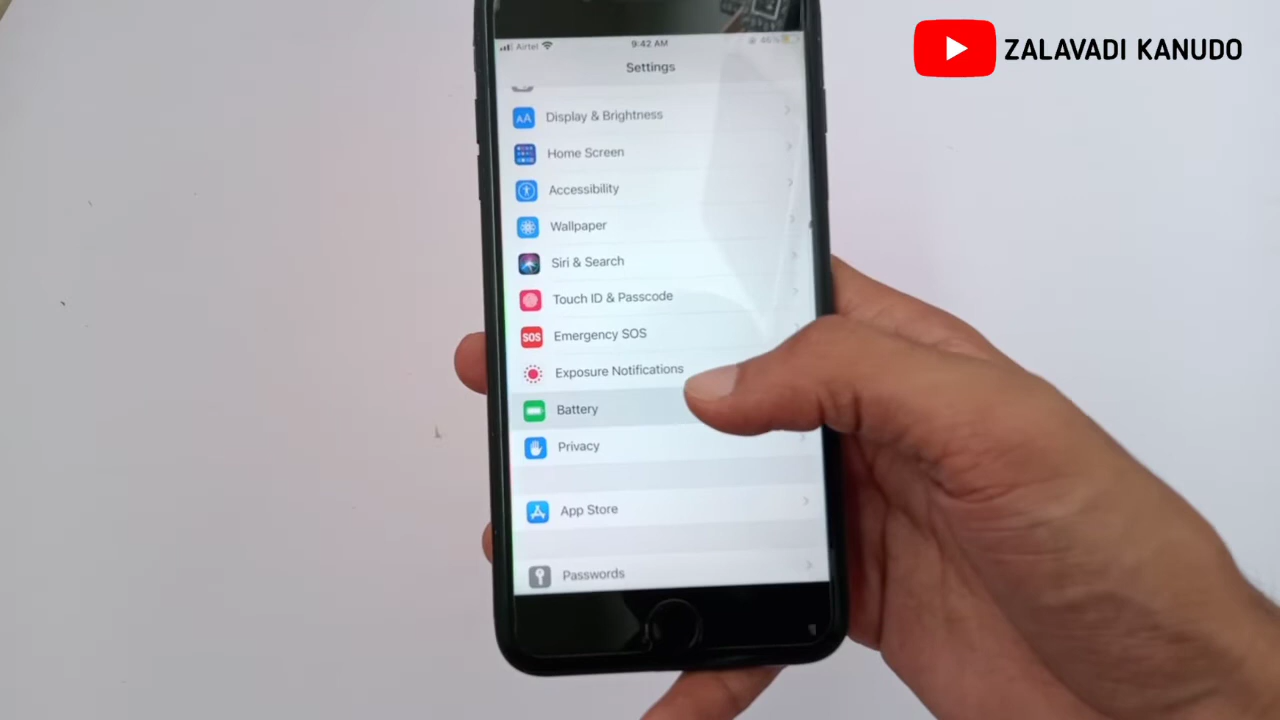 ZALAVADI KANUDO
Airtel
9:42 AM
Settings
AA
Display & Brightness
Home Screen
Accessibility
Wallpaper
Siri & Search
Touch ID & Passcode
SOS
Emergency SOS
Exposure Notifications
Battery
Privacy
App Store
Passwords